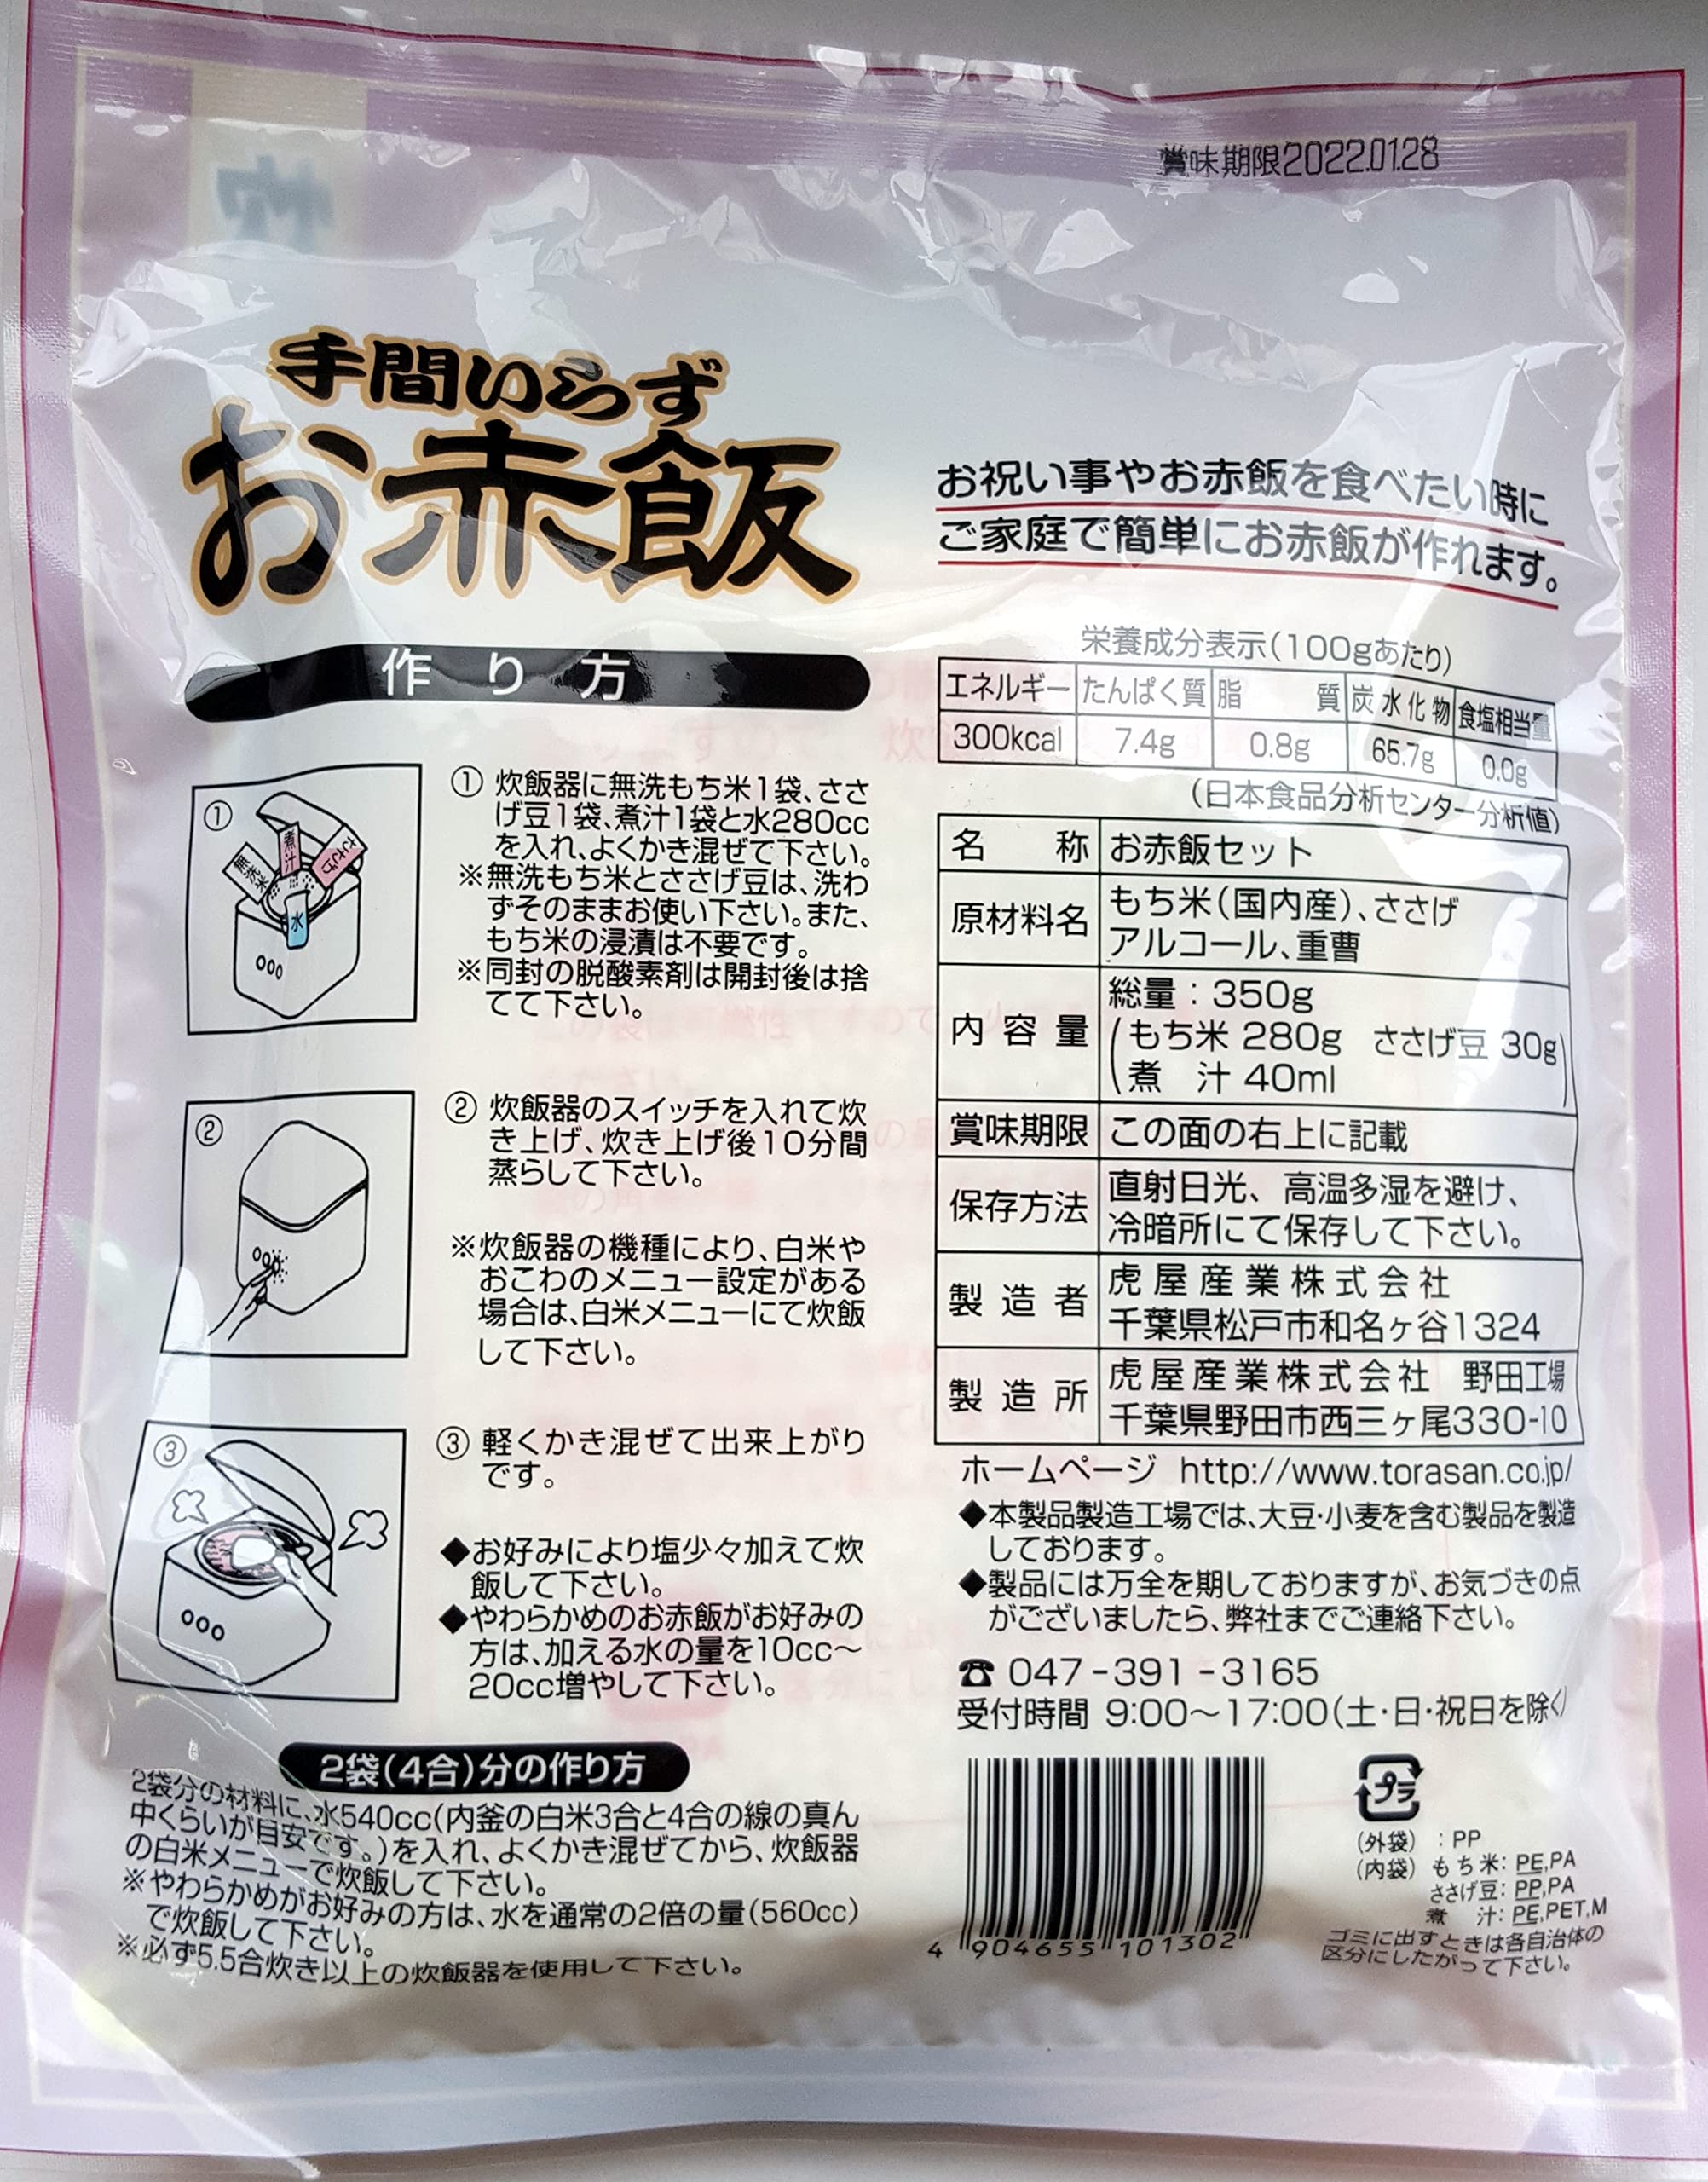 賞味期限2022.01.28
手間いらず
お赤飯
作り方
①
無洗米
煮汁
ささげ
水
① 炊飯器に無洗もち米1袋、ささ
げ豆1袋、煮汁1袋と水280cc
を入れ、よくかき混ぜて下さい。
※無洗もち米とささげ豆は、洗わ
ずそのままお使い下さい。また、
もち米の浸漬は不要です。
※同封の脱酸素剤は開封後は捨
てて下さい。
②
② 炊飯器のスイッチを入れて炊
き上げ、炊き上げ後10分間
蒸らして下さい。
※炊飯器の機種により、白米や
おこわのメニュー設定がある
場合は、白米メニューにて炊飯
して下さい。
③
③ 軽くかき混ぜて出来上がり
です。
◆お好みにより塩少々加えて炊
飯して下さい。
◆やわらかめのお赤飯がお好みの
方は、加える水の量を10cc〜
20cc増やして下さい。
2袋(4合)分の作り方
2袋分の材料に、水540cc(内釜の白米3合と4合の線の真ん
中くらいが目安です。)を入れ、よくかき混ぜてから、炊飯器
の白米メニューで炊飯して下さい。
※やわらかめがお好みの方は、水を通常の2倍の量(560cc)
で炊飯して下さい。
※必ず5.5合炊き以上の炊飯器を使用して下さい。
お祝い事やお赤飯を食べたい時に
ご家庭で簡単にお赤飯が作れます。
栄養成分表示(100gあたり)
エネルギー たんぱく質 脂質 炭水化物 食塩相当量
300kcal 7.4g 0.8g 65.7g 0.0g
(日本食品分析センター分析値)
名称 お赤飯セット
原材料名 もち米(国内産)、ささげ
アルコール、重曹
内容量 総量：350g
(もち米 280g ささげ豆 30g
煮汁 40ml)
賞味期限 この面の右上に記載
保存方法 直射日光、高温多湿を避け、
冷暗所にて保存して下さい。
製造者 虎屋産業株式会社
千葉県松戸市和名ヶ谷1324
製造所 虎屋産業株式会社 野田工場
千葉県野田市西三ヶ尾330-10
ホームページ http://www.torasan.co.jp/
◆本製品製造工場では、大豆・小麦を含む製品を製造
しております。
◆製品には万全を期しておりますが、お気づきの点
がございましたら、弊社までご連絡下さい。
☎ 047-391-3165
受付時間 9:00〜17:00(土・日・祝日を除く)
4 904655 101302
プラ
(外袋)：PP
(内袋) もち米：PE,PA
ささげ豆：PP,PA
煮汁：PE,PET,M
ゴミに出すときは各自治体の
区分にしたがって下さい。